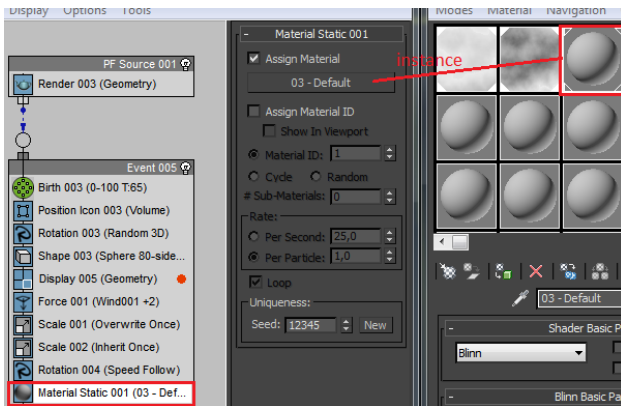 Display Options Tools
PF Source 001
Render 003 (Geometry)
Event 005
Birth 003 (0-100 T:65)
Position Icon 003 (Volume)
Rotation 003 (Random 3D)
Shape 003 (Sphere 80-side...
Display 005 (Geometry)
Force 001 (Wind001 +2)
Scale 001 (Overwrite Once)
Scale 002 (Inherit Once)
Rotation 004 (Speed Follow)
Material Static 001 (03 - Def...
- Material Static 001
Assign Material
03 - Default
instance
Assign Material ID
Show In Viewport
Material ID: 1
Cycle Random
# Sub-Materials: 0
Rate:
Per Second: 25,0
Per Particle: 1,0
Loop
Uniqueness:
Seed: 12345 New
Modes Material Navigation
03 - Default
- Shader Basic P
Blinn
- Blinn Basic Pa